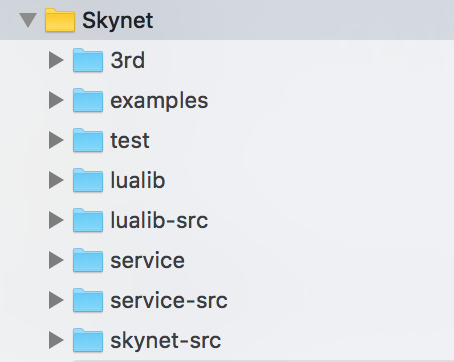 Skynet
3rd
examples
test
lualib
lualib-src
service
service-src
skynet-src